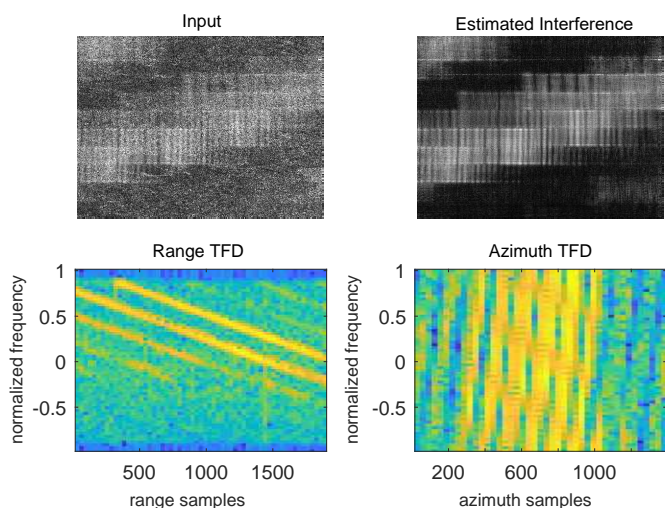 Input
Estimated Interference
Range TFD
normalized frequency
1
0.5
0
-0.5
500
1000
1500
range samples
Azimuth TFD
normalized frequency
1
0.5
0
-0.5
200
600
1000
azimuth samples